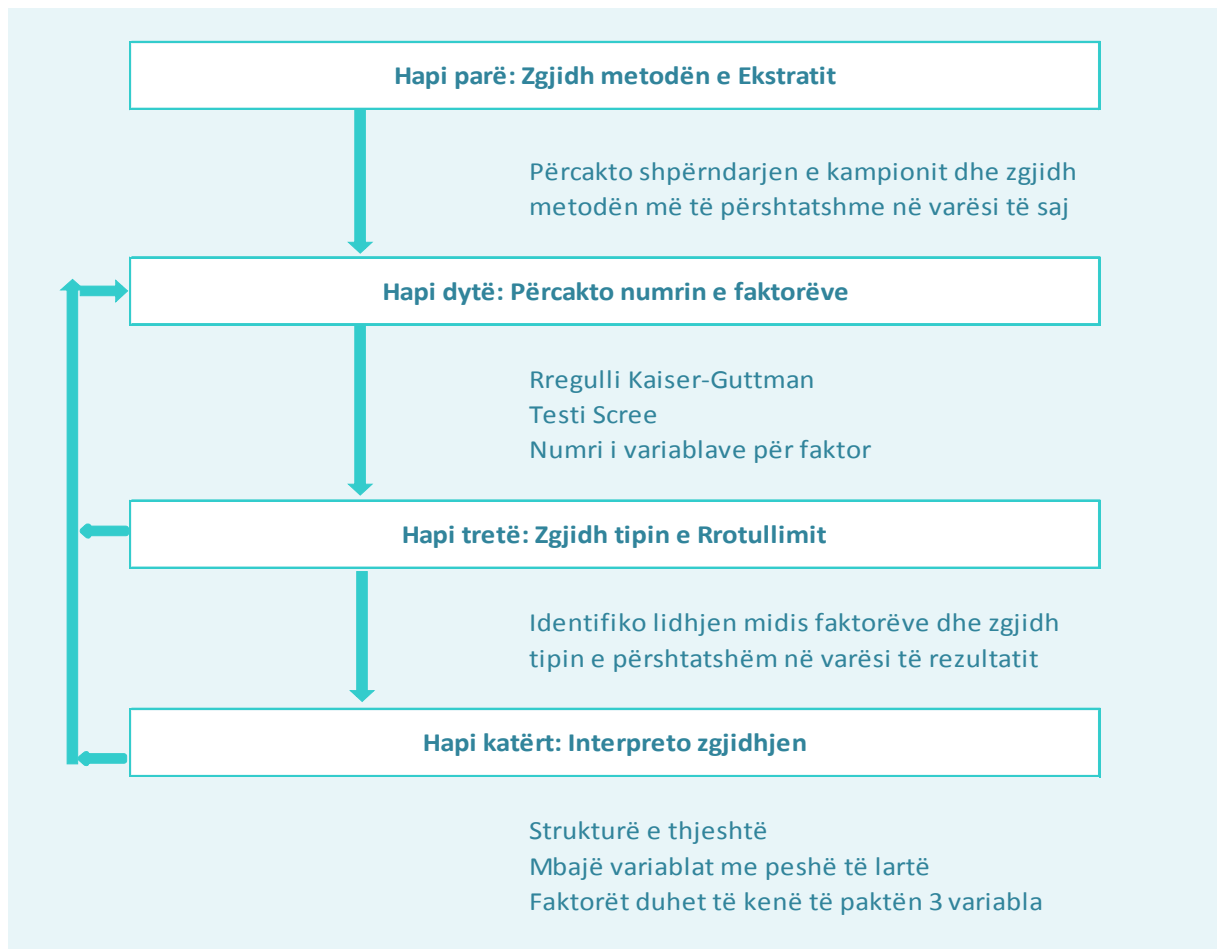 Hapi parë: Zgjidh metodën e Ekstratit
Përcakto shpërndarjen e kampionit dhe zgjidh
metodën më të përshtatshme në varësi të saj
Hapi dytë: Përcakto numrin e faktorëve
Rregulli Kaiser-Guttman
Testi Scree
Numri i variablave për faktor
Hapi tretë: Zgjidh tipin e Rrotullimit
Identifiko lidhjen midis faktorëve dhe zgjidh
tipin e përshtatshëm në varësi të rezultatit
Hapi katërt: Interpreto zgjidhjen
Strukturë e thjeshtë
Mbajë variablat me peshë të lartë
Faktorët duhet të kenë të paktën 3 variabla